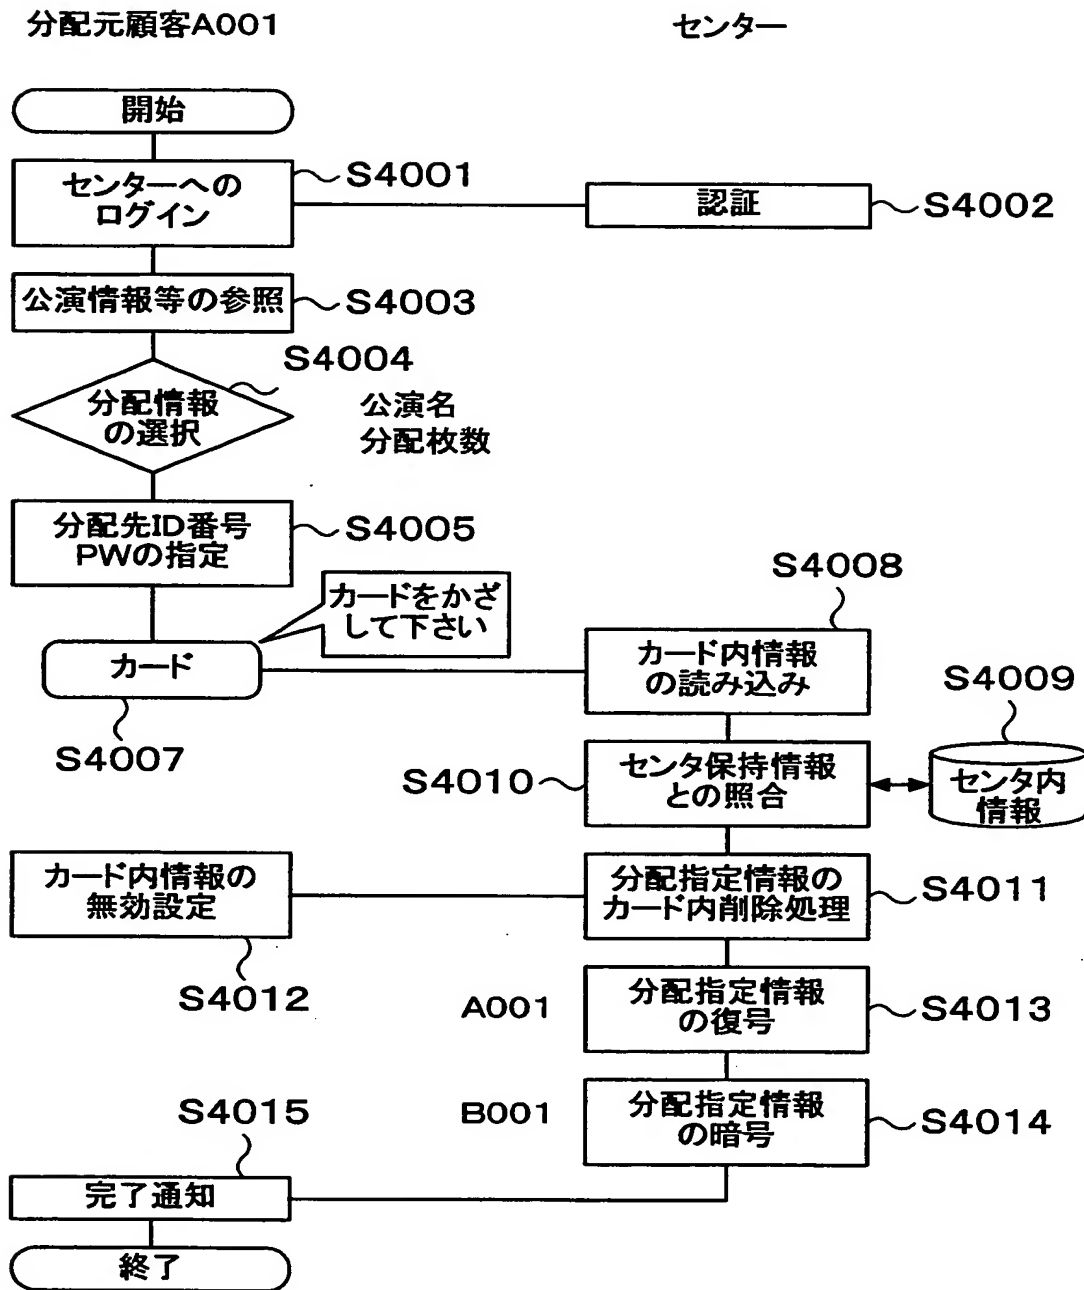 分配元顧客A001
センター
開始
センターへの
ログイン
S4001
認証
S4002
公演情報等の参照
S4003
S4004
分配情報
の選択
公演名
分配枚数
分配先ID番号
PWの指定
S4005
カードをかざ
して下さい
カード
S4007
S4008
カード内情報
の読み込み
S4009
センタ内
情報
S4010
センタ保持情報
との照合
カード内情報の
無効設定
S4012
分配指定情報の
カード内削除処理
S4011
A001
分配指定情報
の復号
S4013
B001
分配指定情報
の暗号
S4014
S4015
完了通知
終了